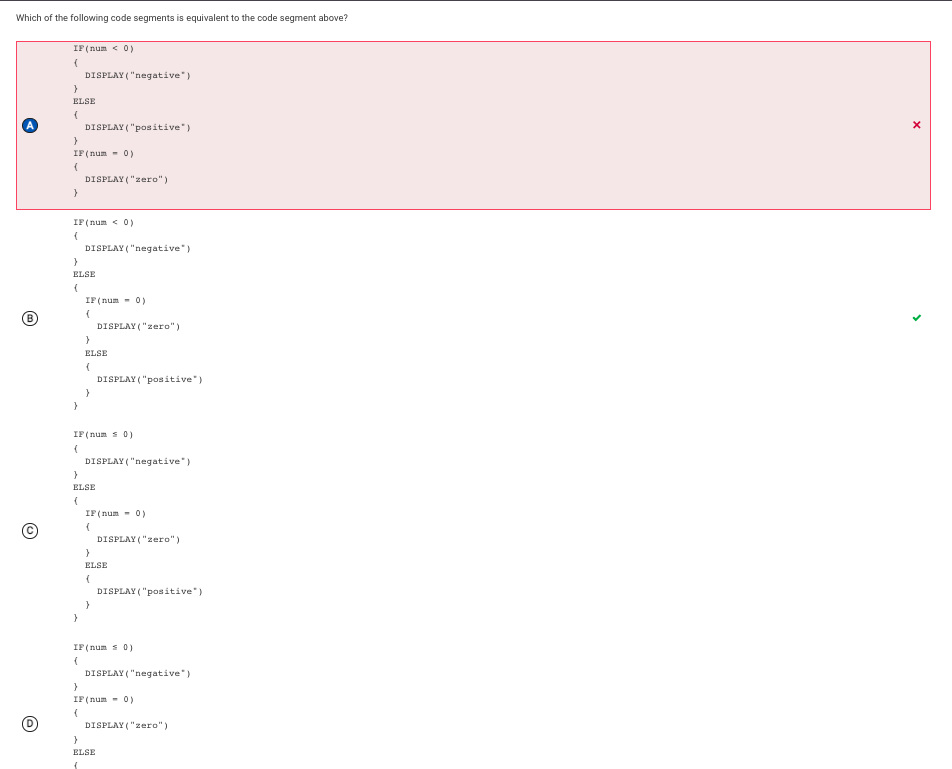 Which of the following code segments is equivalent to the code segment above?
A
IF(num < 0)
{
DISPLAY("negative")
}
ELSE
{
DISPLAY("positive")
}
IF(num = 0)
{
DISPLAY("zero")
}
B
IF(num < 0)
{
DISPLAY("negative")
}
ELSE
{
IF(num = 0)
{
DISPLAY("zero")
}
ELSE
{
DISPLAY("positive")
}
}
C
IF(num ≤ 0)
{
DISPLAY("negative")
}
ELSE
{
IF(num = 0)
{
DISPLAY("zero")
}
ELSE
{
DISPLAY("positive")
}
}
D
IF(num ≤ 0)
{
DISPLAY("negative")
}
IF(num = 0)
{
DISPLAY("zero")
}
ELSE
{